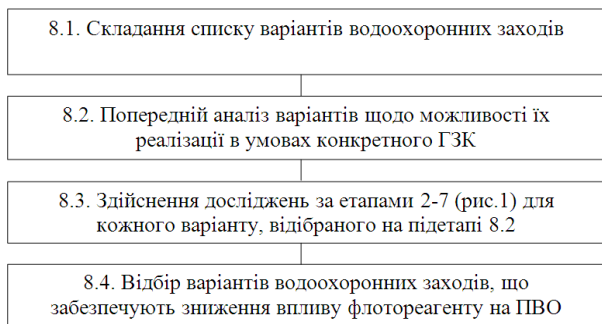 8.1. Складання списку варіантів водоохоронних заходів
8.2. Попередній аналіз варіантів щодо можливості їх
реалізації в умовах конкретного ГЗК
8.3. Здійснення досліджень за етапами 2-7 (рис.1) для
кожного варіанту, відібраного на підетапі 8.2
8.4. Відбір варіантів водоохоронних заходів, що
забезпечують зниження впливу флотореагенту на ПВО